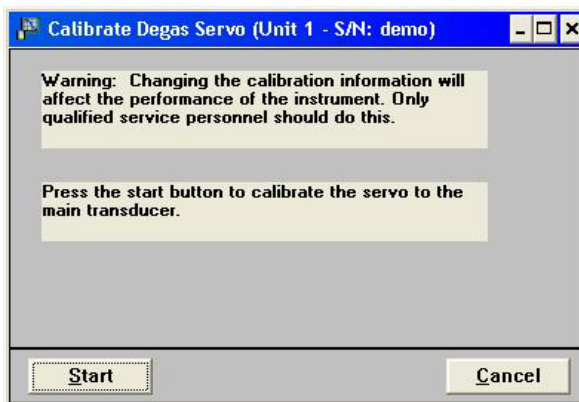 Calibrate Degas Servo (Unit 1 - S/N: demo)
Warning:  Changing the calibration information will
affect the performance of the instrument. Only
qualified service personnel should do this.
Press the start button to calibrate the servo to the
main transducer.
Start
Cancel